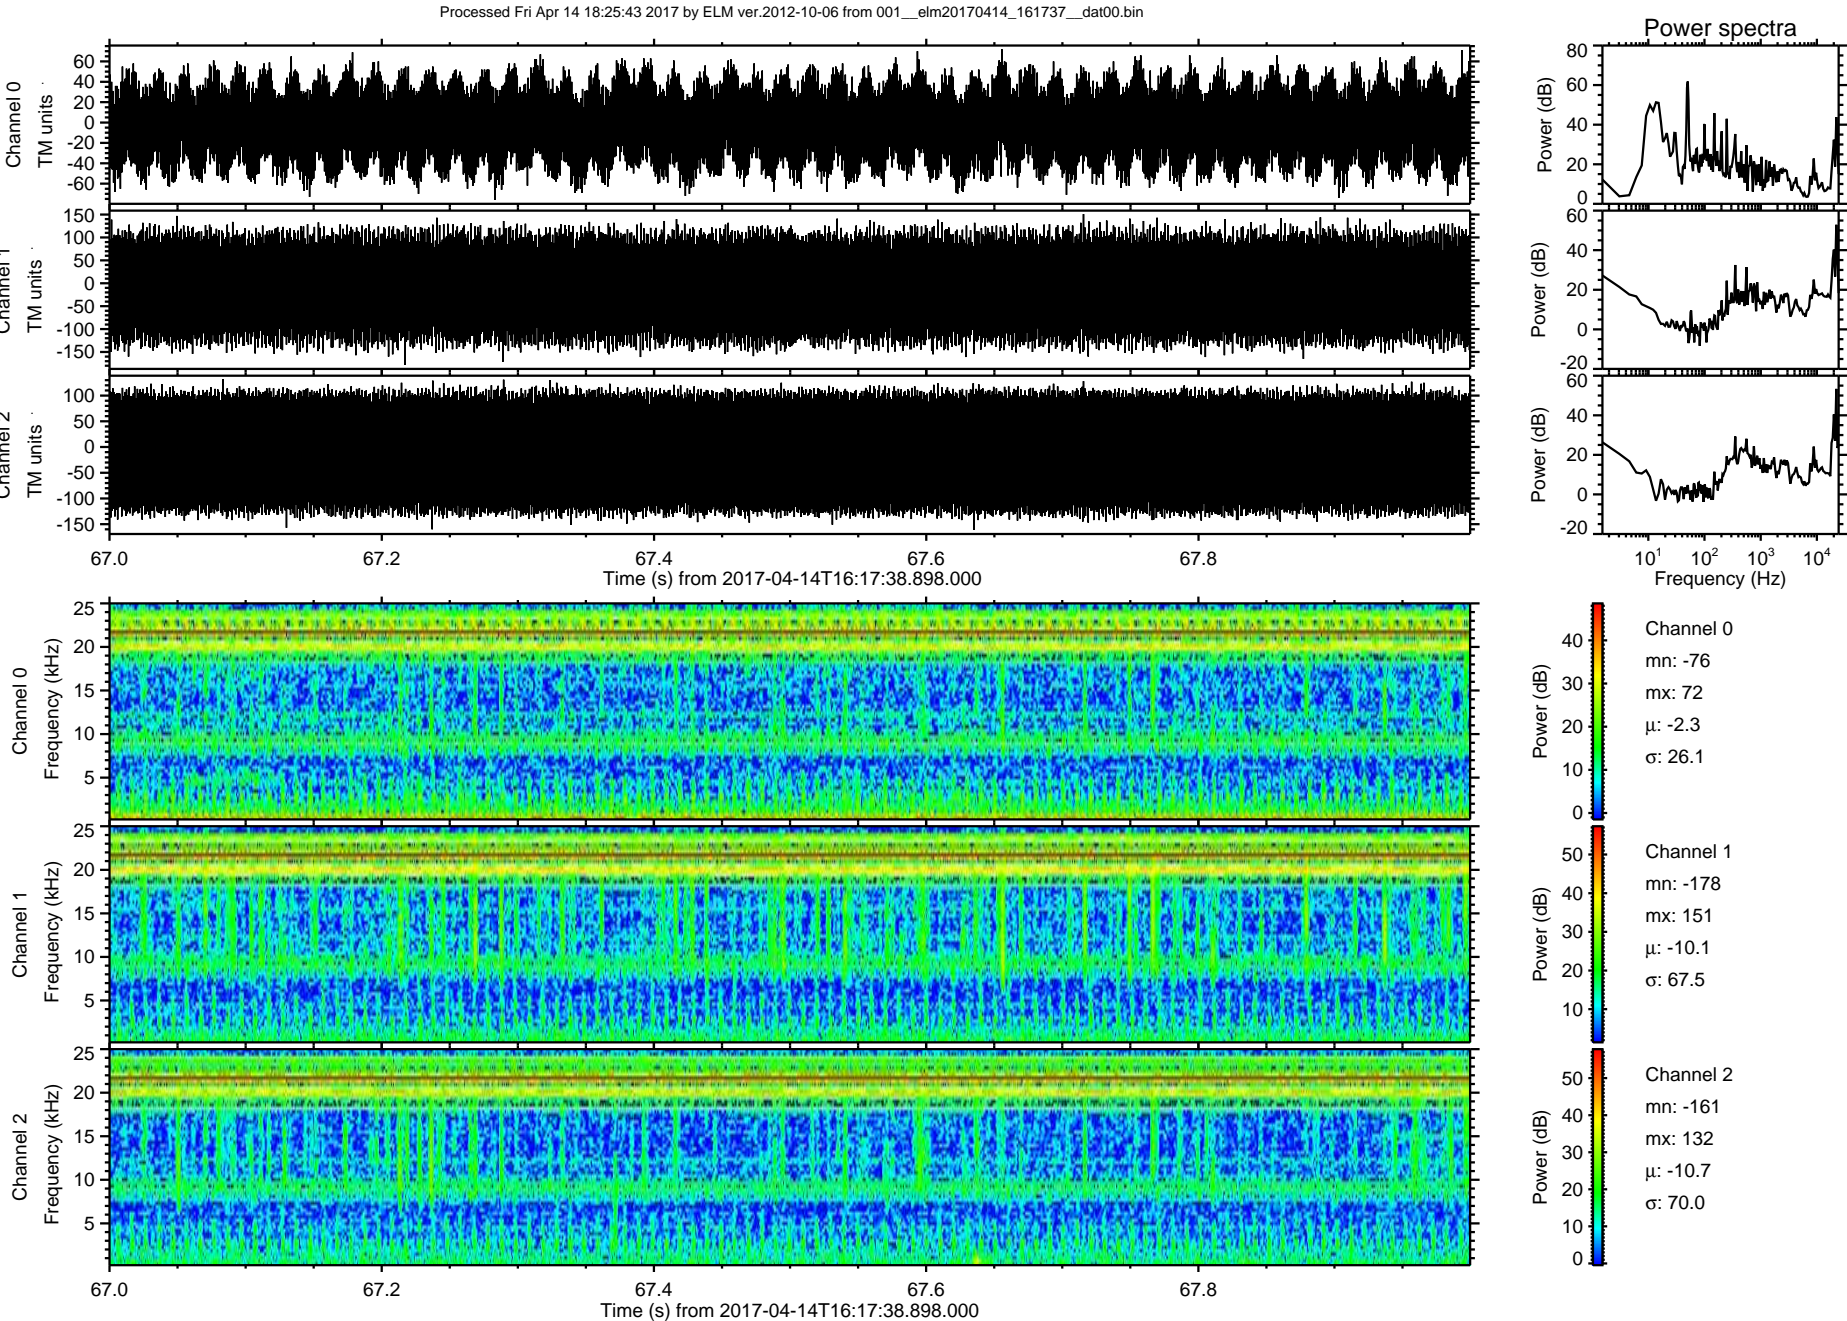 Processed Fri Apr 14 18:25:43 2017 by ELM ver.2012-10-06 from 001__elm20170414_161737__dat00.bin
Power spectra
Channel 0
TM units
60
40
20
0
-20
-40
-60
Power (dB)
80
60
40
20
0
Channel 1
TM units
150
100
50
0
-50
-100
-150
Power (dB)
60
40
20
0
-20
Channel 2
TM units
100
50
0
-50
-100
-150
Power (dB)
60
40
20
0
-20
67.0 67.2 67.4 67.6 67.8
Time (s) from 2017-04-14T16:17:38.898.000
10¹ 10² 10³ 10⁴
Frequency (Hz)
Channel 0
Frequency (kHz)
25
20
15
10
5
Power (dB)
40
30
20
10
0
Channel 0
mn: -76
mx: 72
μ: -2.3
σ: 26.1
Channel 1
Frequency (kHz)
25
20
15
10
5
Power (dB)
50
40
30
20
10
Channel 1
mn: -178
mx: 151
μ: -10.1
σ: 67.5
Channel 2
Frequency (kHz)
25
20
15
10
5
Power (dB)
50
40
30
20
10
0
Channel 2
mn: -161
mx: 132
μ: -10.7
σ: 70.0
67.0 67.2 67.4 67.6 67.8
Time (s) from 2017-04-14T16:17:38.898.000